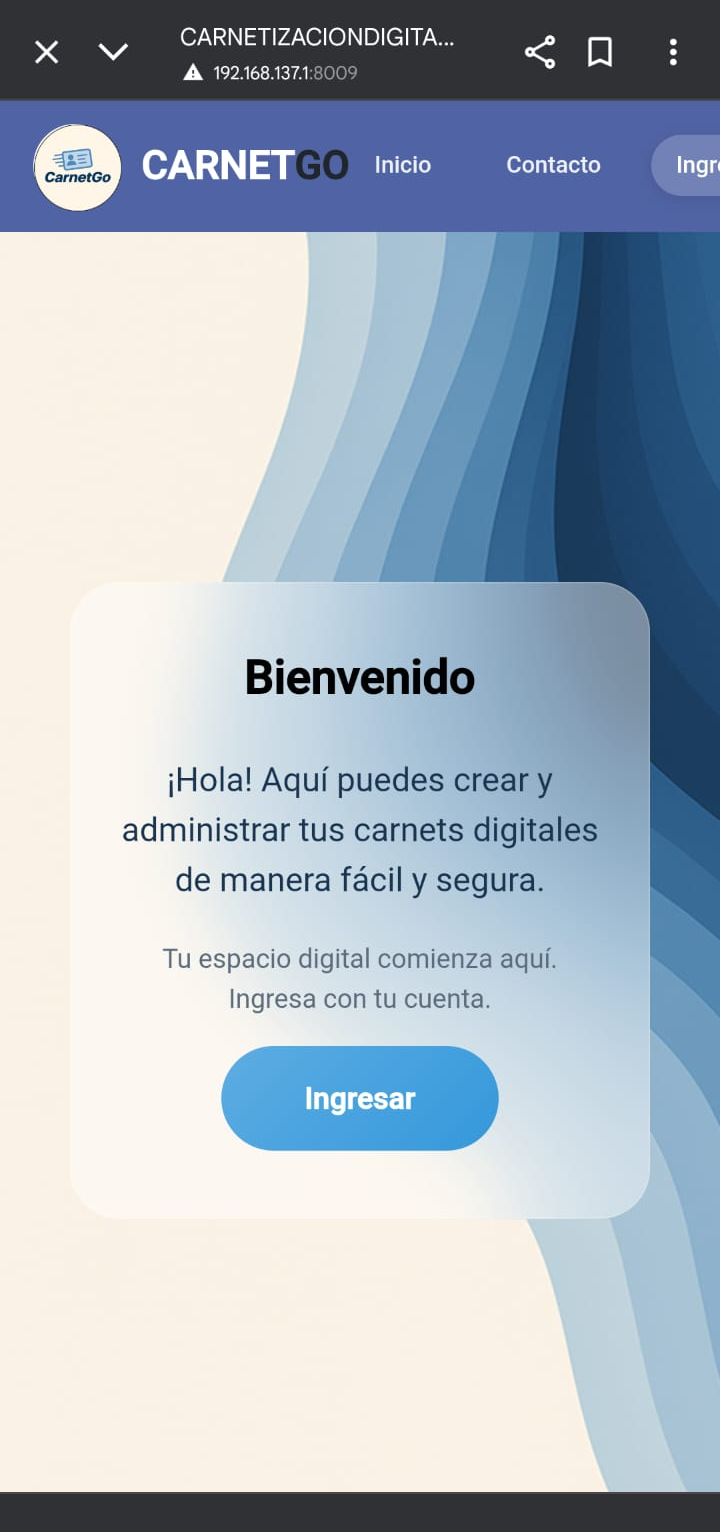 CARNETIZACIONDIGITA...
192.168.137.1:8009
CarnetGo
CARNETGO
Inicio
Contacto
Ingre
Bienvenido
¡Hola! Aquí puedes crear y
administrar tus carnets digitales
de manera fácil y segura.
Tu espacio digital comienza aquí.
Ingresa con tu cuenta.
Ingresar